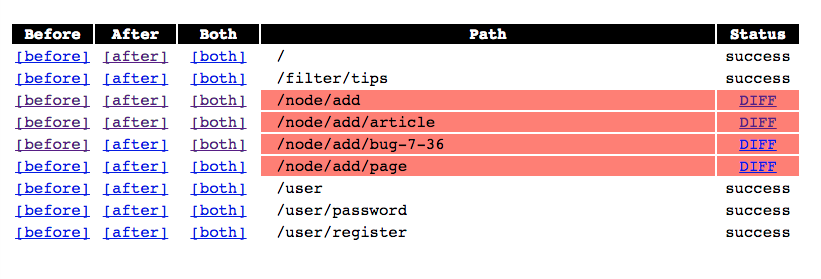 Before After Both Path Status
[before] [after] [both] / success
[before] [after] [both] /filter/tips success
[before] [after] [both] /node/add DIFF
[before] [after] [both] /node/add/article DIFF
[before] [after] [both] /node/add/bug-7-36 DIFF
[before] [after] [both] /node/add/page DIFF
[before] [after] [both] /user success
[before] [after] [both] /user/password success
[before] [after] [both] /user/register success